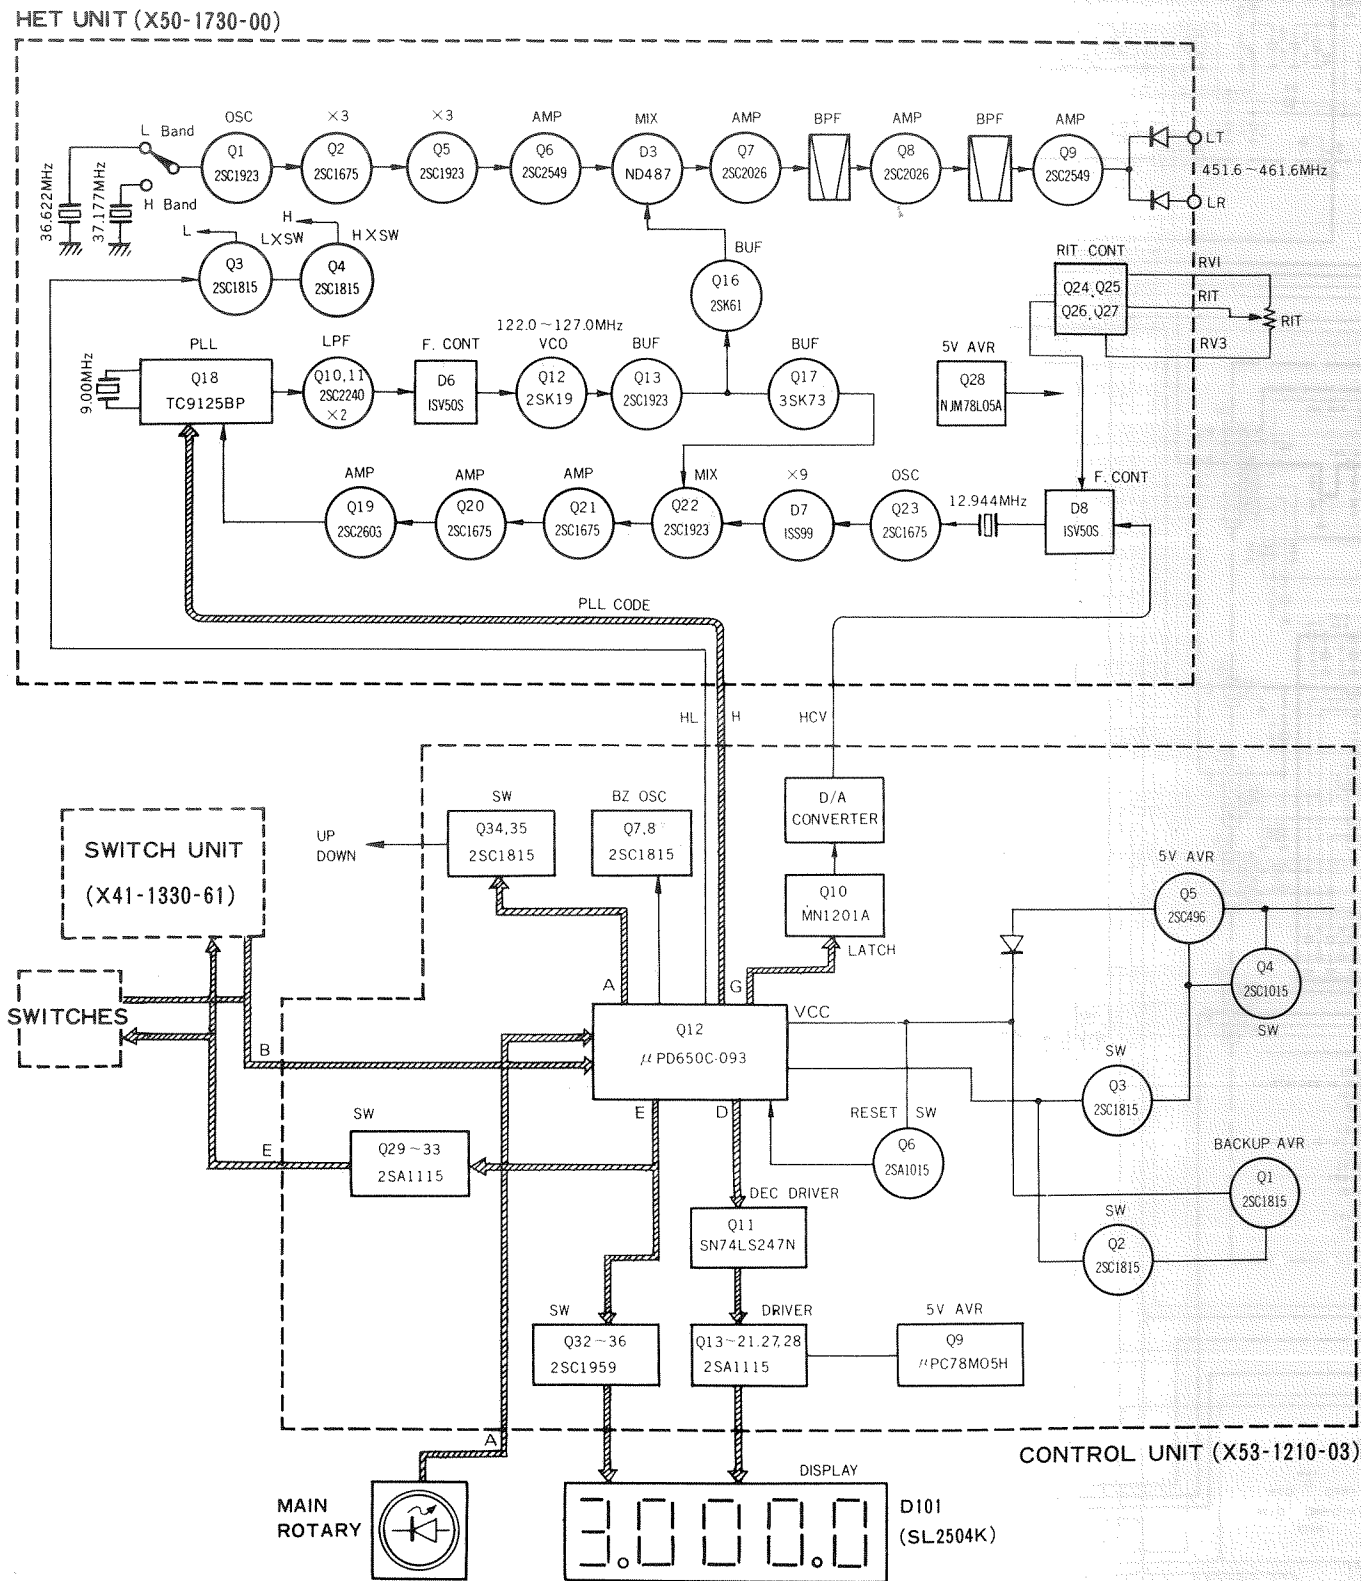 HET UNIT (X50-1730-00)
OSC
×3
×3
AMP
MIX
AMP
BPF
AMP
BPF
AMP
L Band
Q1
2SC1923
Q2
2SC1675
Q5
2SC1923
Q6
2SC2549
D3
ND487
Q7
2SC2026
Q8
2SC2026
Q9
2SC2549
LT
451.6~461.6MHz
LR
H Band
36.622MHz
37.177MHz
L
LXSW
H
HXSW
Q3
2SC1815
Q4
2SC1815
BUF
Q16
2SK61
RIT CONT
Q24,Q25
Q26,Q27
RV1
RIT
RIT
RV3
122.0~127.0MHz
PLL
LPF
F. CONT
VCO
BUF
BUF
5V AVR
9.00MHz
Q18
TC9125BP
Q10,11
2SC2240
×2
D6
ISV50S
Q12
2SK19
Q13
2SC1923
Q17
3SK73
Q28
NJM78L05A
AMP
AMP
AMP
MIX
×9
OSC
12.944MHz
F. CONT
Q19
2SC2603
Q20
2SC1675
Q21
2SC1675
Q22
2SC1923
D7
ISS99
Q23
2SC1675
D8
ISV50S
PLL CODE
HL
H
HCV
SWITCH UNIT
(X41-1330-61)
UP
DOWN
SW
Q34,35
2SC1815
BZ OSC
Q7,8
2SC1815
D/A
CONVERTER
Q10
MN1201A
LATCH
5V AVR
Q5
2SC496
Q4
2SC1015
SW
SWITCHES
A
G
VCC
B
Q12
μPD650C-093
SW
Q3
2SC1815
E
D
RESET SW
Q6
2SA1015
BACKUP AVR
Q1
2SC1815
SW
Q2
2SC1815
SW
E
Q29~33
2SA1115
DEC DRIVER
Q11
SN74LS247N
SW
Q32~36
2SC1959
DRIVER
Q13~21.27,28
2SA1115
5V AVR
Q9
μPC78M05H
A
CONTROL UNIT (X53-1210-03)
MAIN
ROTARY
DISPLAY
3.000.0
D101
(SL2504K)